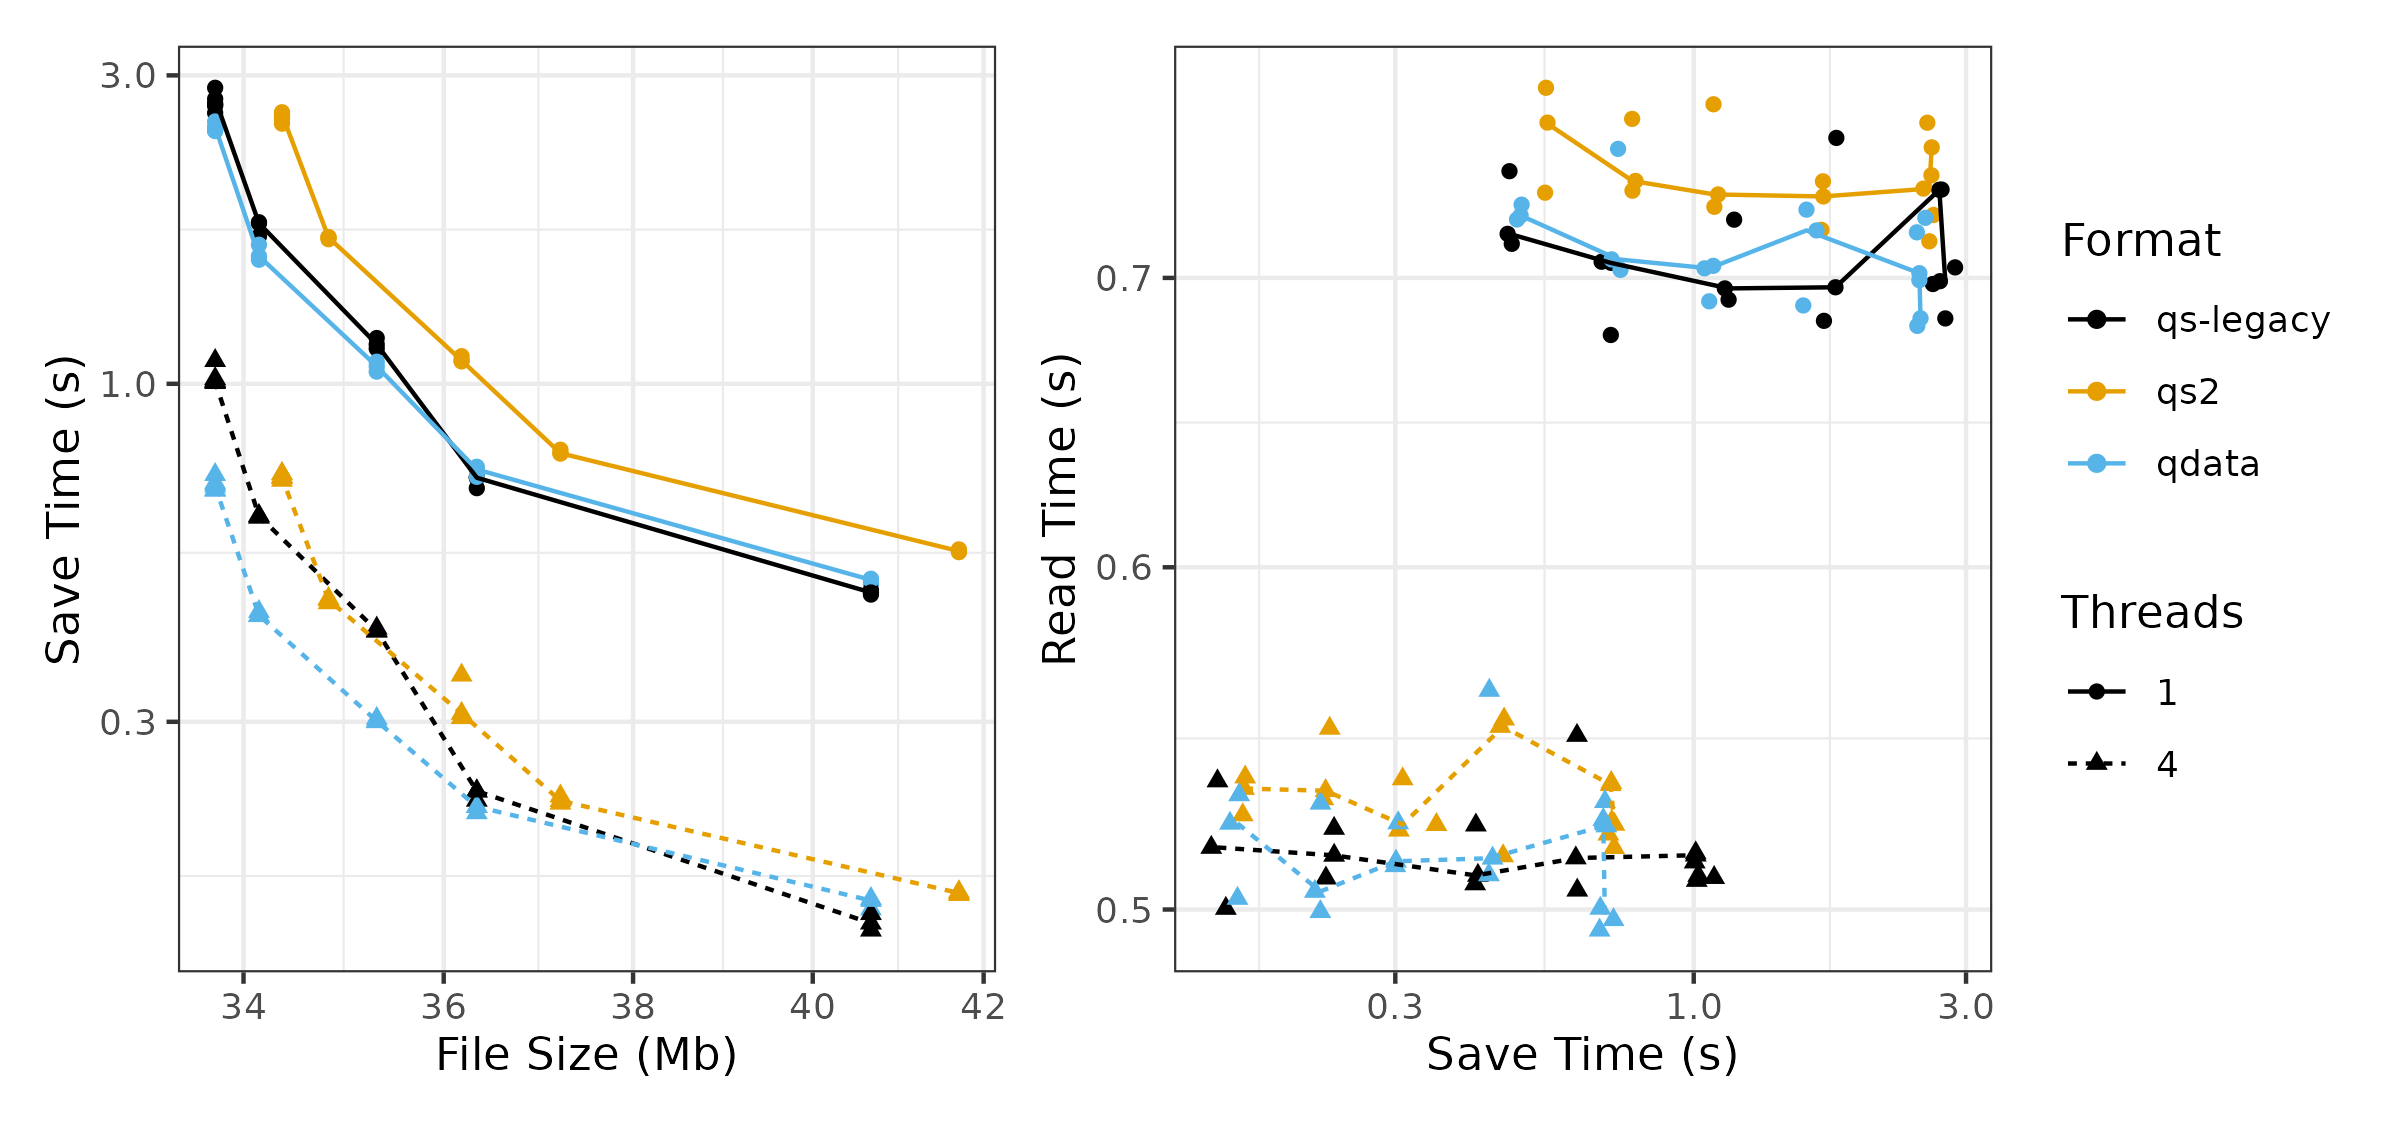 3.0
1.0
0.3
Save Time (s)
34 36 38 40 42
File Size (Mb)
0.7
0.6
0.5
Read Time (s)
0.3 1.0 3.0
Save Time (s)
Format
qs-legacy
qs2
qdata
Threads
1
4